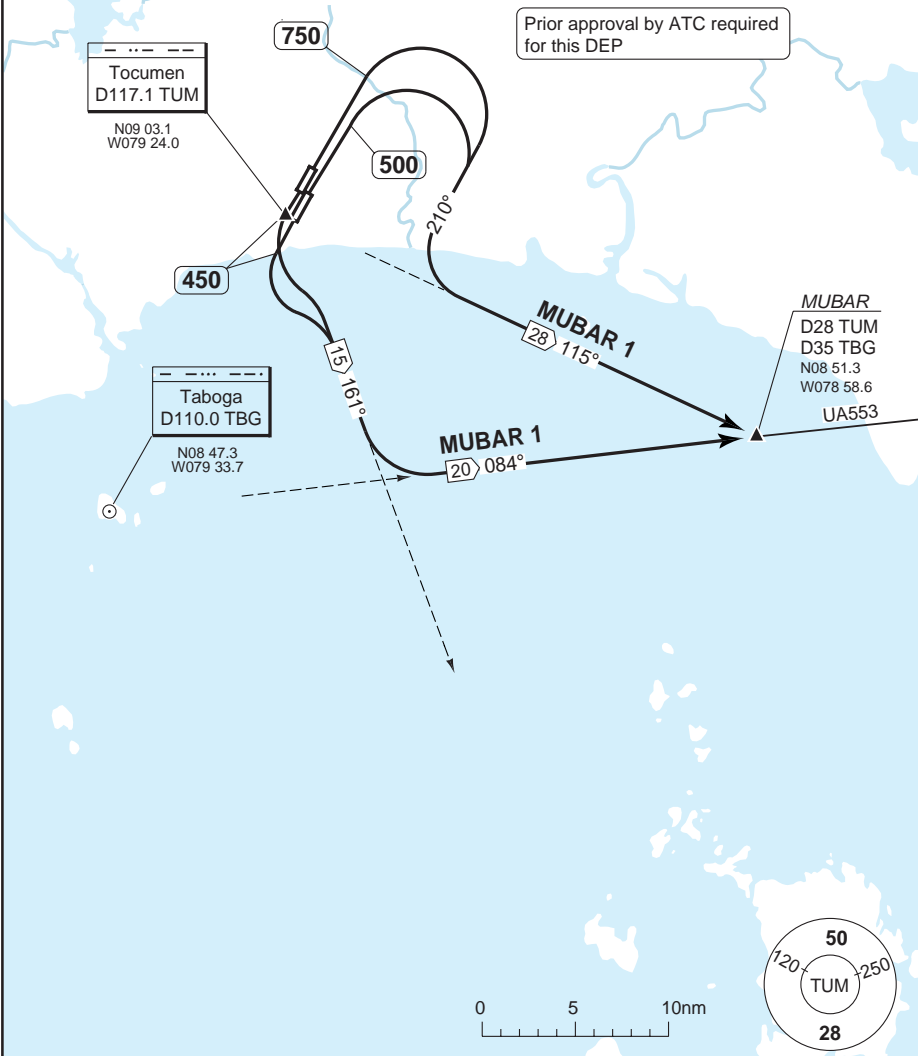 Prior approval by ATC required
for this DEP
750
Tocumen
D117.1 TUM
N09 03.1
W079 24.0
500
210°
450
MUBAR 1
28 115°
MUBAR
D28 TUM
D35 TBG
N08 51.3
W078 58.6
UA553
15 161°
Taboga
D110.0 TBG
N08 47.3
W079 33.7
MUBAR 1
20 084°
50
120
250
TUM
28
0 5 10nm